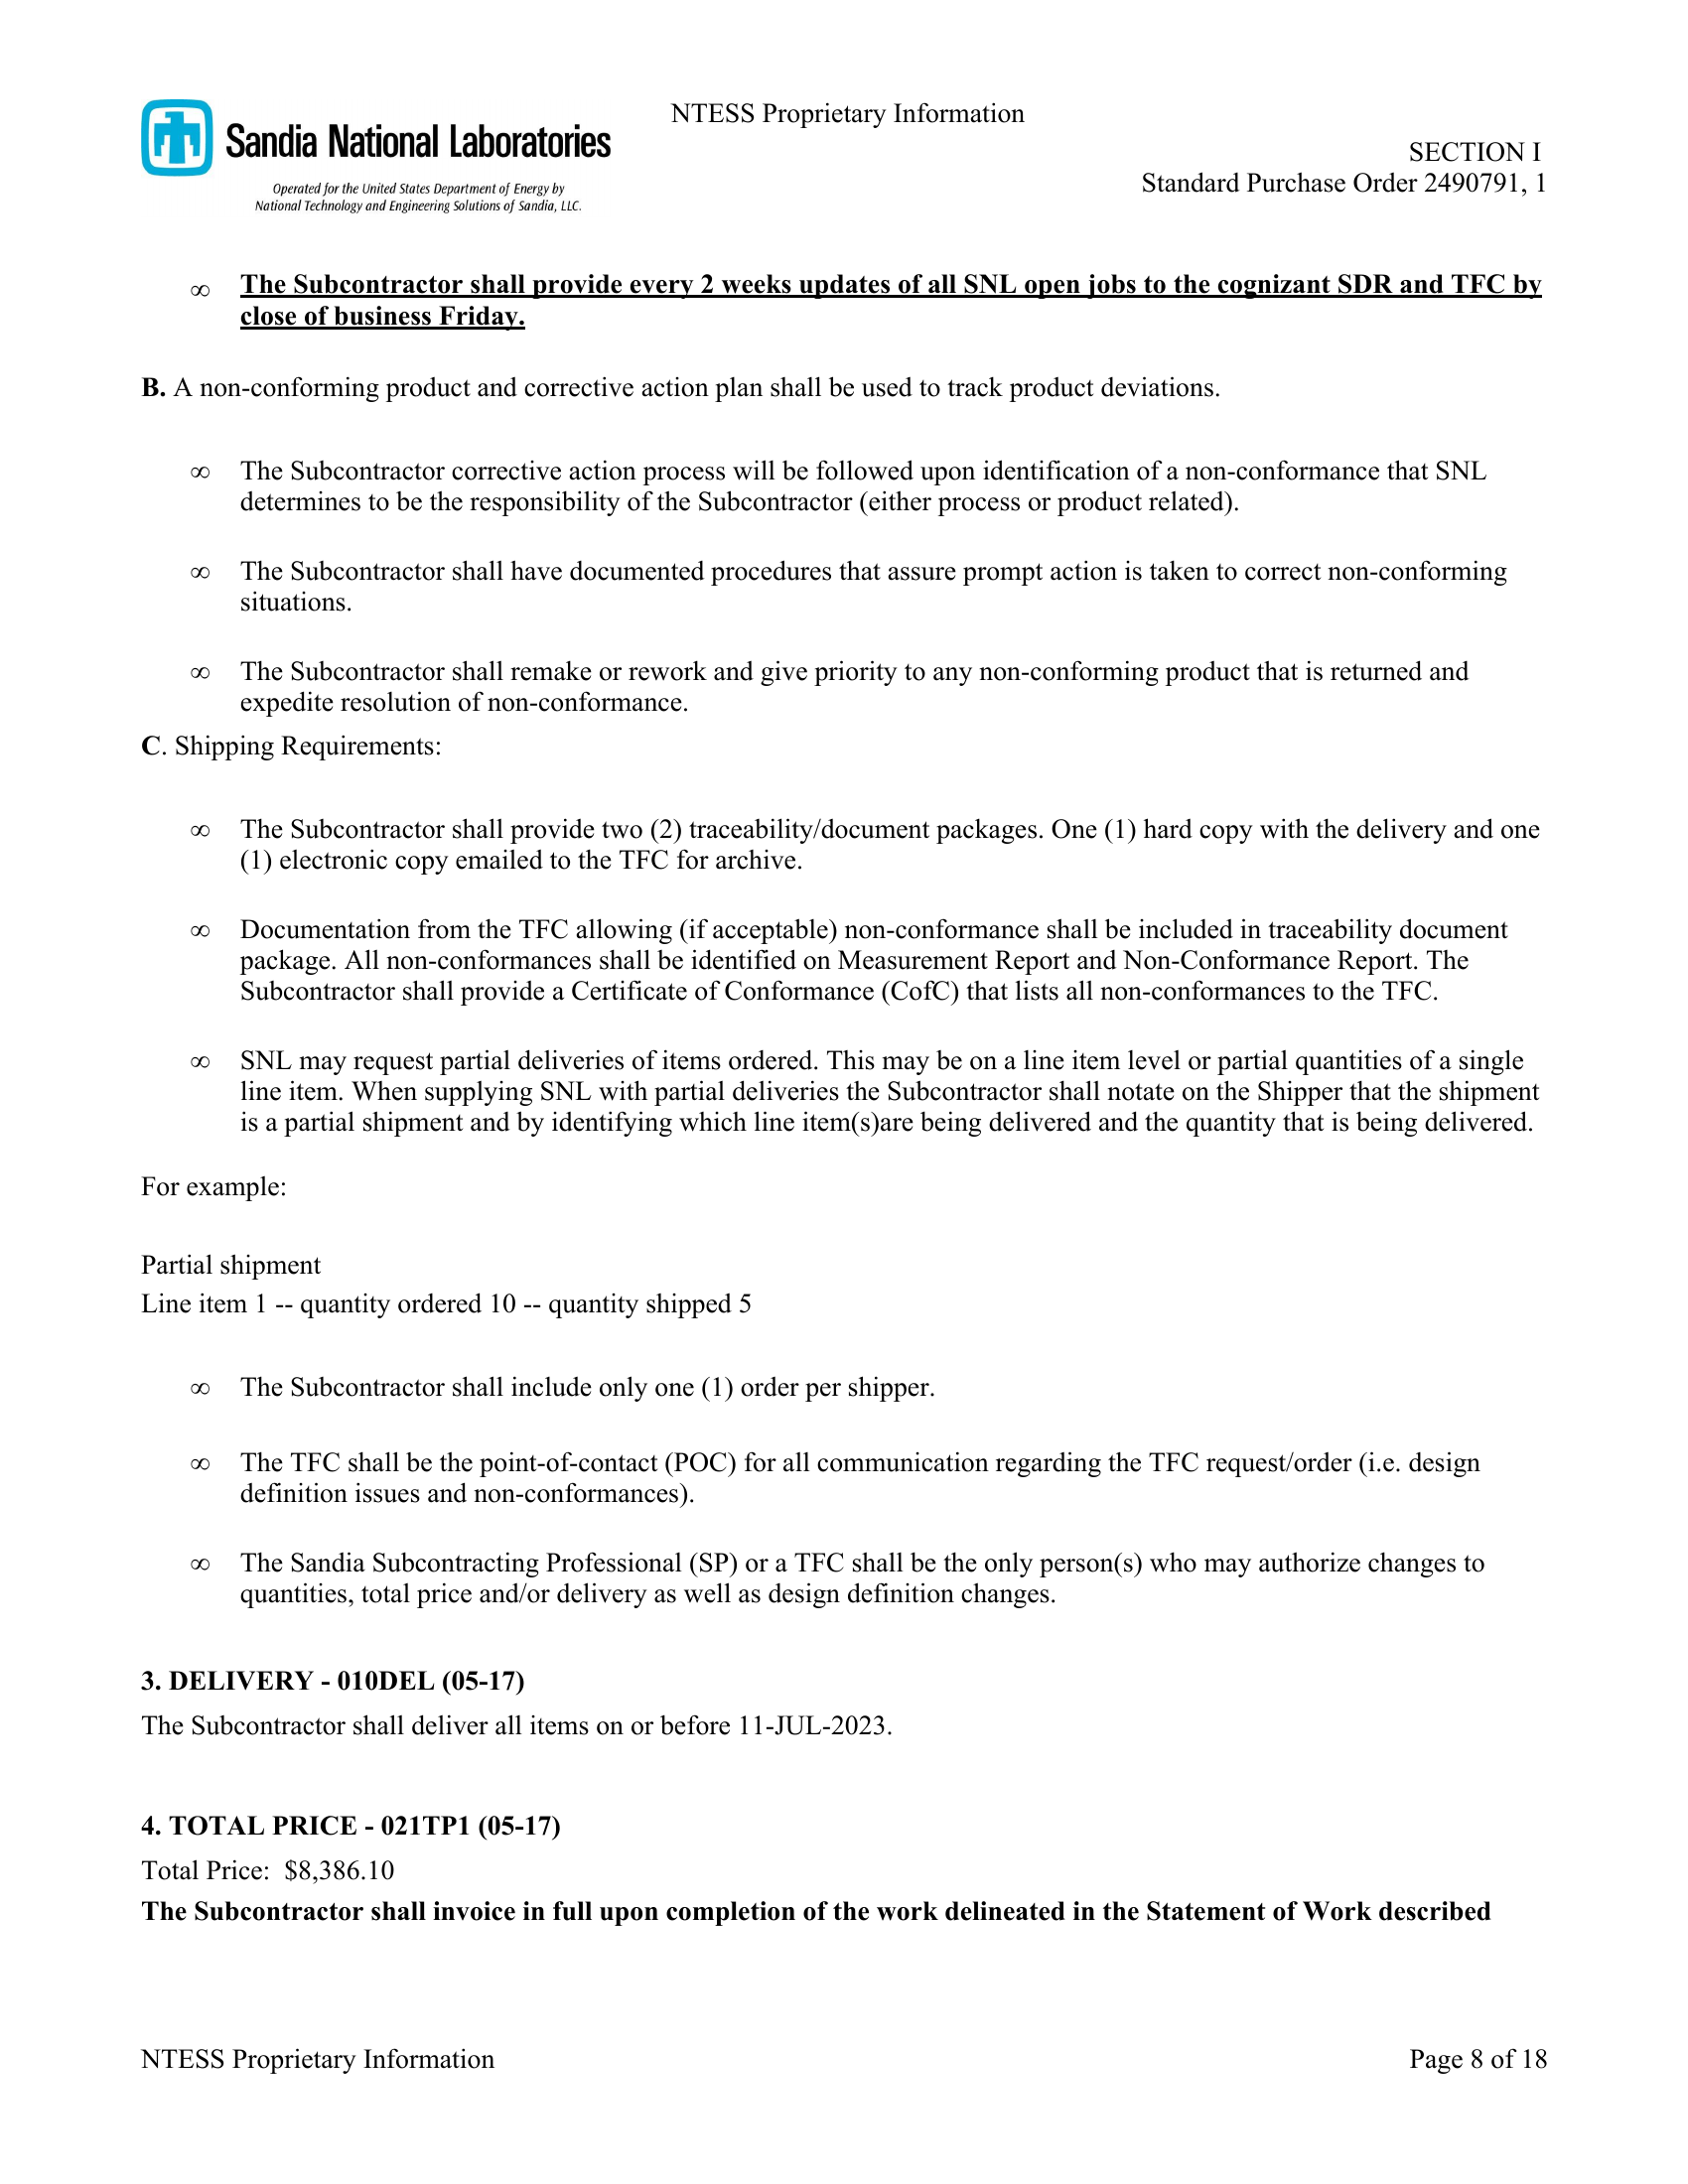 NTESS Proprietary Information
Sandia National Laboratories
Operated for the United States Department of Energy by
National Technology and Engineering Solutions of Sandia, LLC.
SECTION I
Standard Purchase Order 2490791, 1
∞ The Subcontractor shall provide every 2 weeks updates of all SNL open jobs to the cognizant SDR and TFC by
close of business Friday.
B. A non-conforming product and corrective action plan shall be used to track product deviations.
∞ The Subcontractor corrective action process will be followed upon identification of a non-conformance that SNL
determines to be the responsibility of the Subcontractor (either process or product related).
∞ The Subcontractor shall have documented procedures that assure prompt action is taken to correct non-conforming
situations.
∞ The Subcontractor shall remake or rework and give priority to any non-conforming product that is returned and
expedite resolution of non-conformance.
C. Shipping Requirements:
∞ The Subcontractor shall provide two (2) traceability/document packages. One (1) hard copy with the delivery and one
(1) electronic copy emailed to the TFC for archive.
∞ Documentation from the TFC allowing (if acceptable) non-conformance shall be included in traceability document
package. All non-conformances shall be identified on Measurement Report and Non-Conformance Report. The
Subcontractor shall provide a Certificate of Conformance (CofC) that lists all non-conformances to the TFC.
∞ SNL may request partial deliveries of items ordered. This may be on a line item level or partial quantities of a single
line item. When supplying SNL with partial deliveries the Subcontractor shall notate on the Shipper that the shipment
is a partial shipment and by identifying which line item(s)are being delivered and the quantity that is being delivered.
For example:
Partial shipment
Line item 1 -- quantity ordered 10 -- quantity shipped 5
∞ The Subcontractor shall include only one (1) order per shipper.
∞ The TFC shall be the point-of-contact (POC) for all communication regarding the TFC request/order (i.e. design
definition issues and non-conformances).
∞ The Sandia Subcontracting Professional (SP) or a TFC shall be the only person(s) who may authorize changes to
quantities, total price and/or delivery as well as design definition changes.
3. DELIVERY - 010DEL (05-17)
The Subcontractor shall deliver all items on or before 11-JUL-2023.
4. TOTAL PRICE - 021TP1 (05-17)
Total Price: $8,386.10
The Subcontractor shall invoice in full upon completion of the work delineated in the Statement of Work described
NTESS Proprietary Information
Page 8 of 18